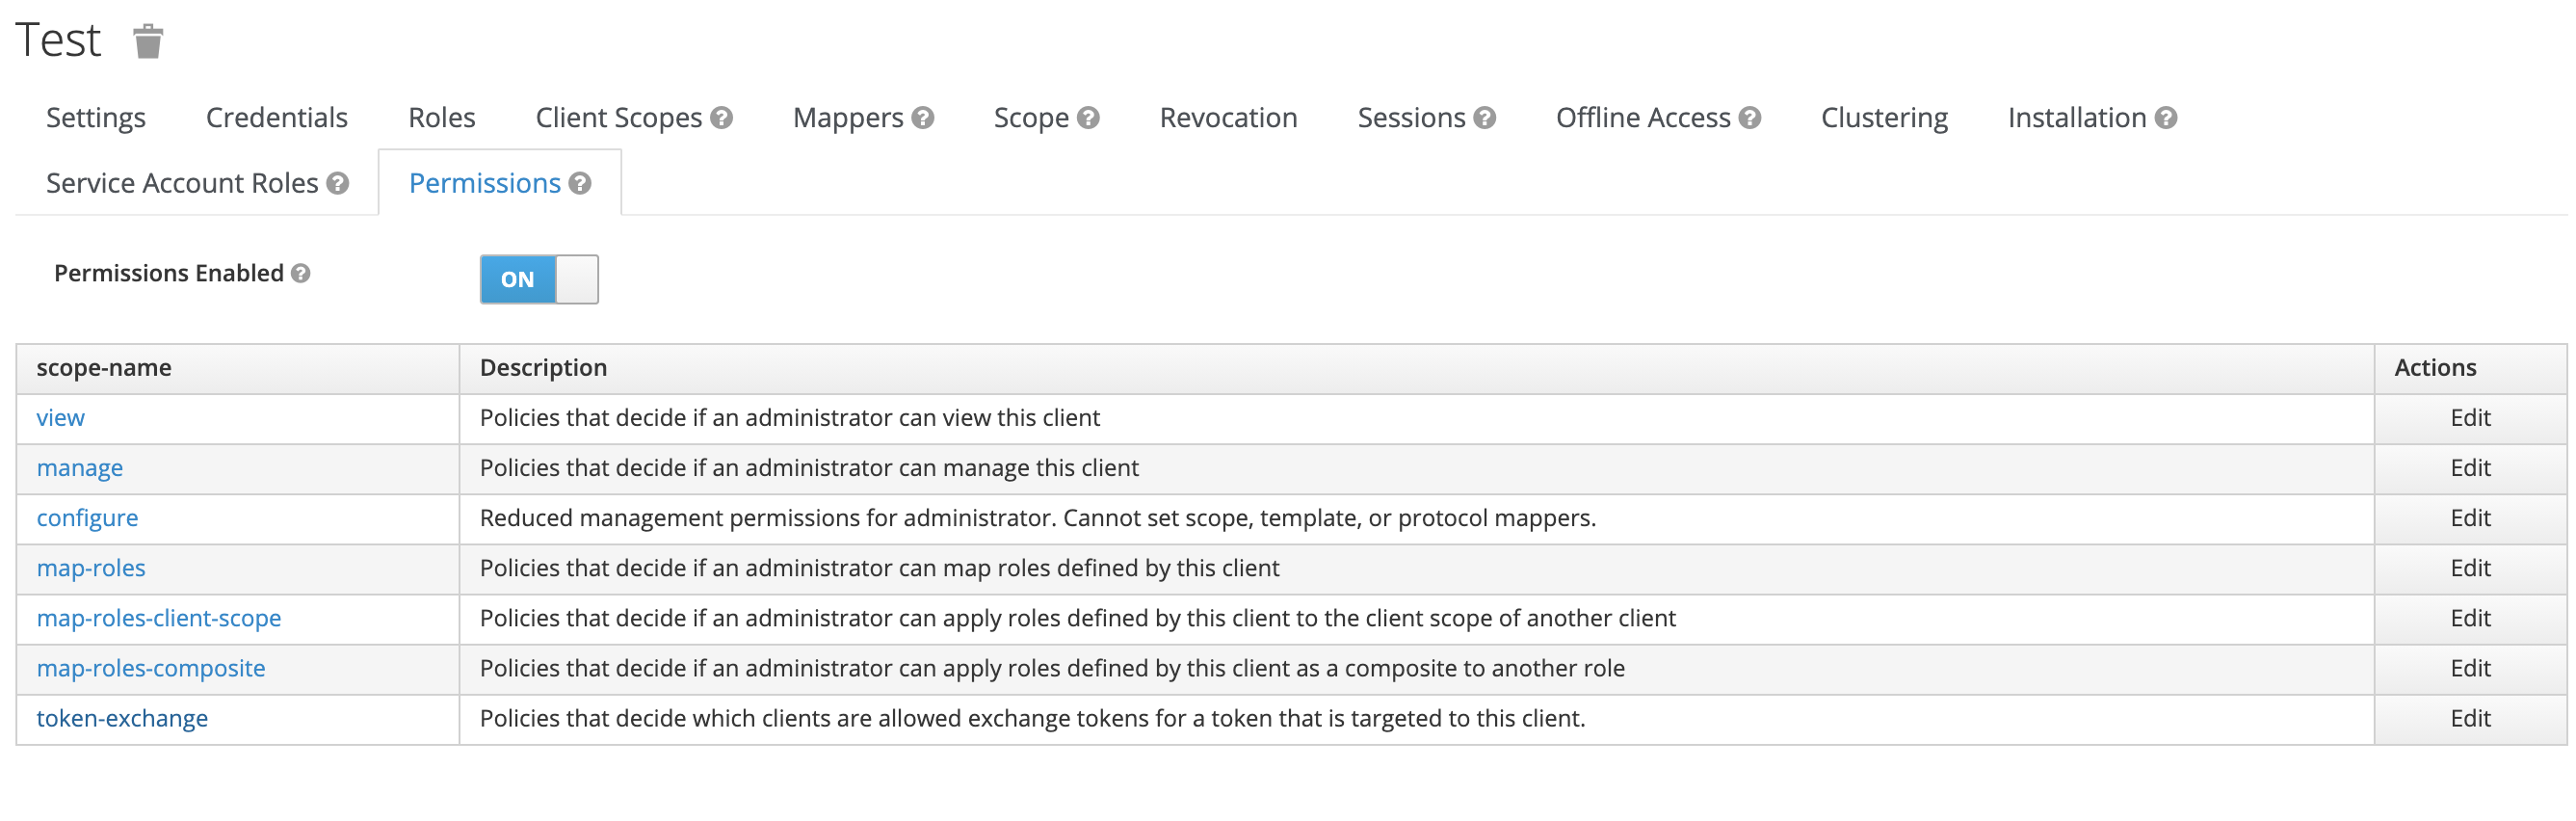 Test
Settings Credentials Roles Client Scopes Mappers Scope Revocation Sessions Offline Access Clustering Installation
Service Account Roles Permissions
Permissions Enabled ON
scope-name Description Actions
view Policies that decide if an administrator can view this client Edit
manage Policies that decide if an administrator can manage this client Edit
configure Reduced management permissions for administrator. Cannot set scope, template, or protocol mappers. Edit
map-roles Policies that decide if an administrator can map roles defined by this client Edit
map-roles-client-scope Policies that decide if an administrator can apply roles defined by this client to the client scope of another client Edit
map-roles-composite Policies that decide if an administrator can apply roles defined by this client as a composite to another role Edit
token-exchange Policies that decide which clients are allowed exchange tokens for a token that is targeted to this client. Edit